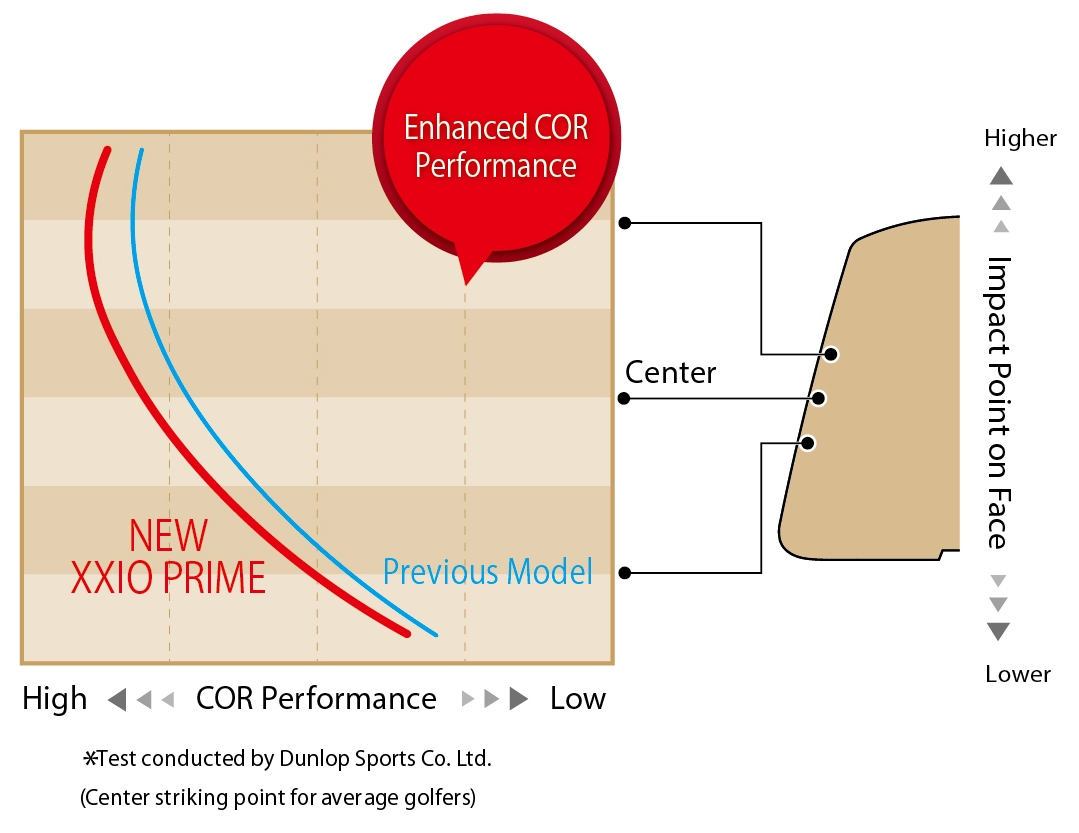 Enhanced COR
Performance
Higher
Impact Point on Face
Center
NEW
XXIO PRIME
Previous Model
Lower
High
COR Performance
Low
*Test conducted by Dunlop Sports Co. Ltd.
(Center striking point for average golfers)